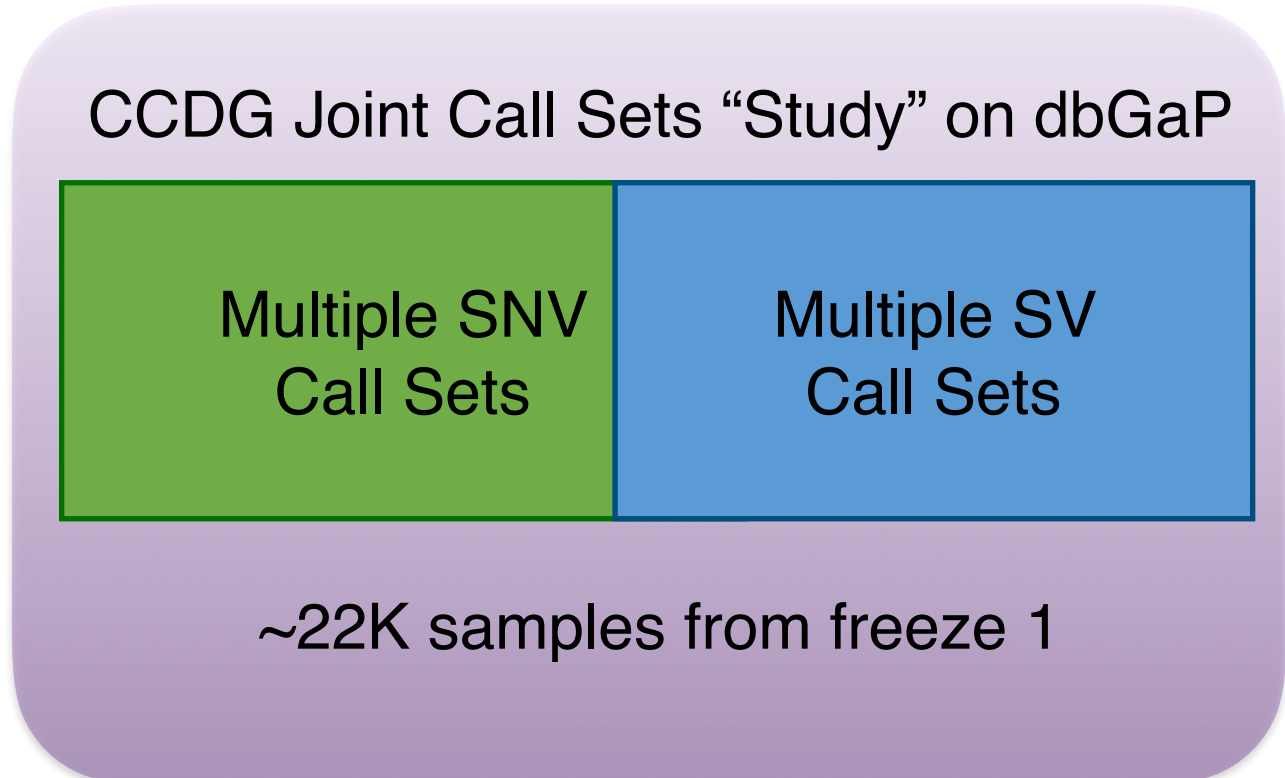 CCDG Joint Call Sets “Study” on dbGaP
Multiple SNV
Call Sets
Multiple SV
Call Sets
~22K samples from freeze 1